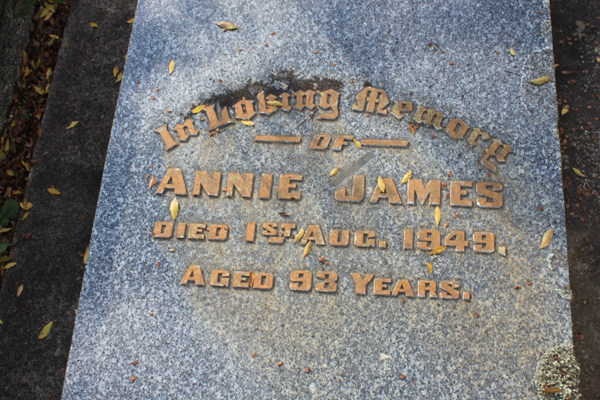 In Loving Memory
OF
ANNIE JAMES
DIED 1ST AUG. 1949.
AGED 93 YEARS.